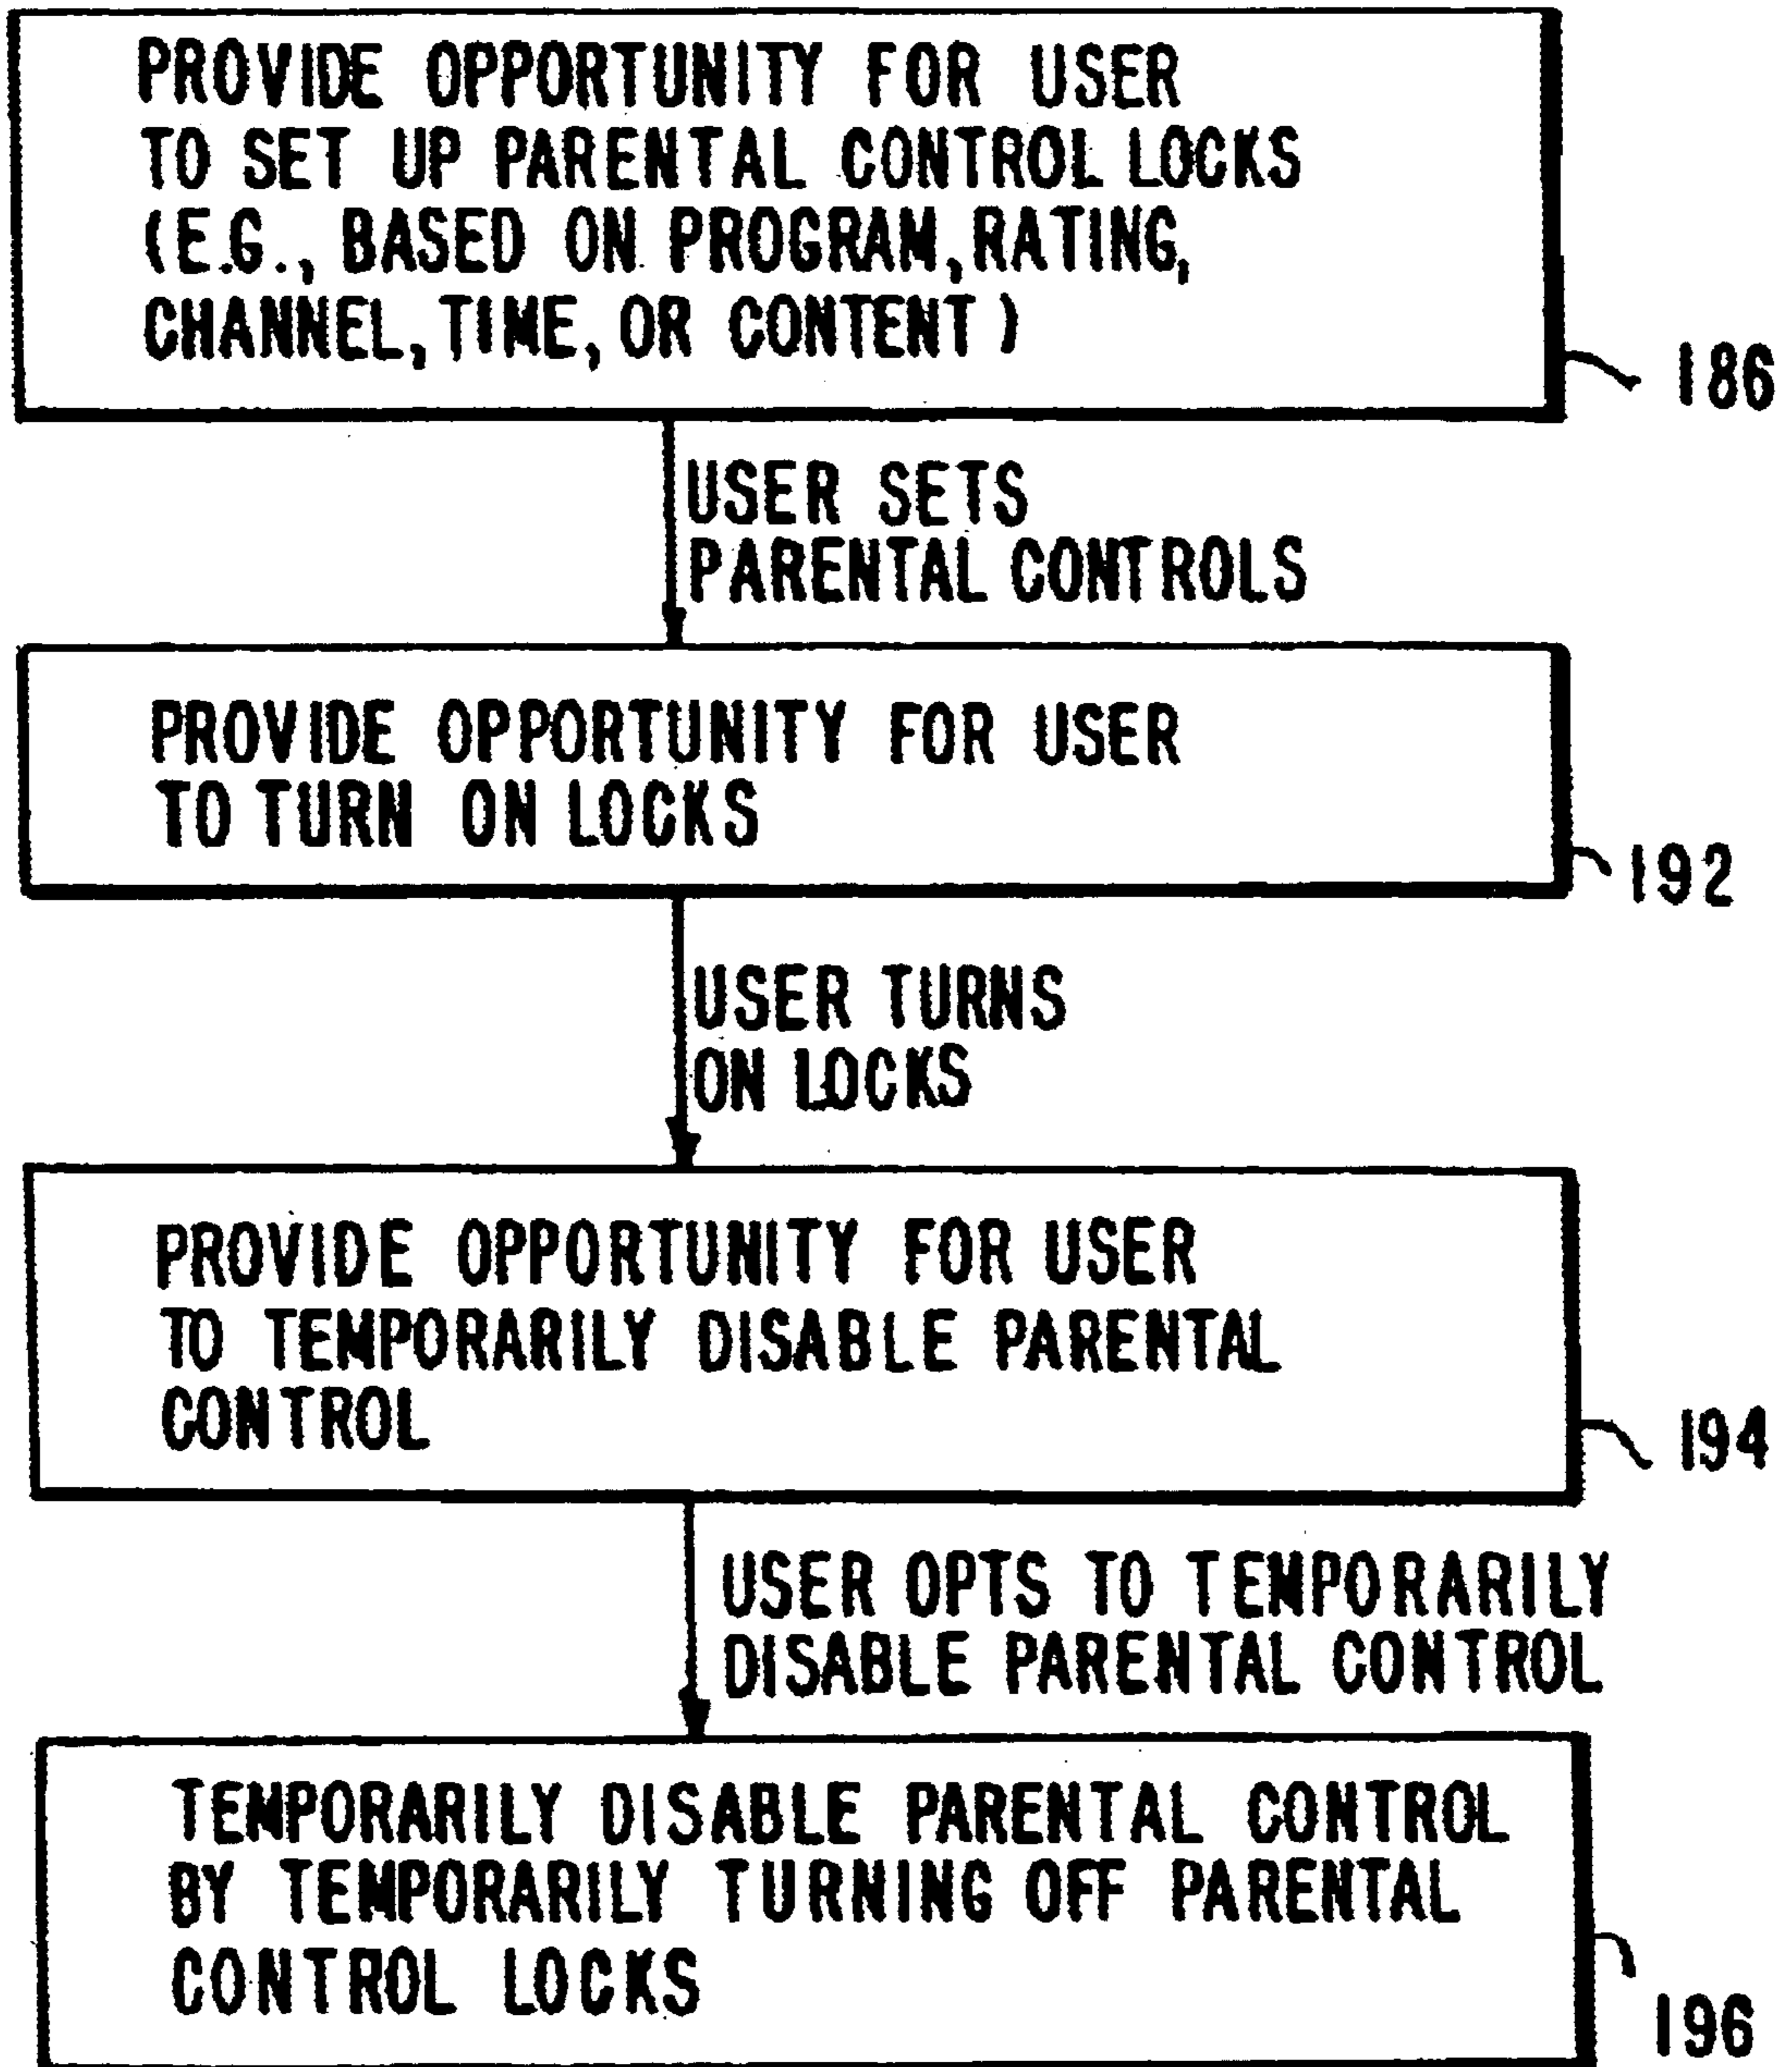 PROVIDE OPPORTUNITY FOR USER
TO SET UP PARENTAL CONTROL LOCKS
(E.G., BASED ON PROGRAM, RATING,
CHANNEL, TIME, OR CONTENT)
186
USER SETS
PARENTAL CONTROLS
PROVIDE OPPORTUNITY FOR USER
TO TURN ON LOCKS
192
USER TURNS
ON LOCKS
PROVIDE OPPORTUNITY FOR USER
TO TEMPORARILY DISABLE PARENTAL
CONTROL
194
USER OPTS TO TEMPORARILY
DISABLE PARENTAL CONTROL
TEMPORARILY DISABLE PARENTAL CONTROL
BY TEMPORARILY TURNING OFF PARENTAL
CONTROL LOCKS
196